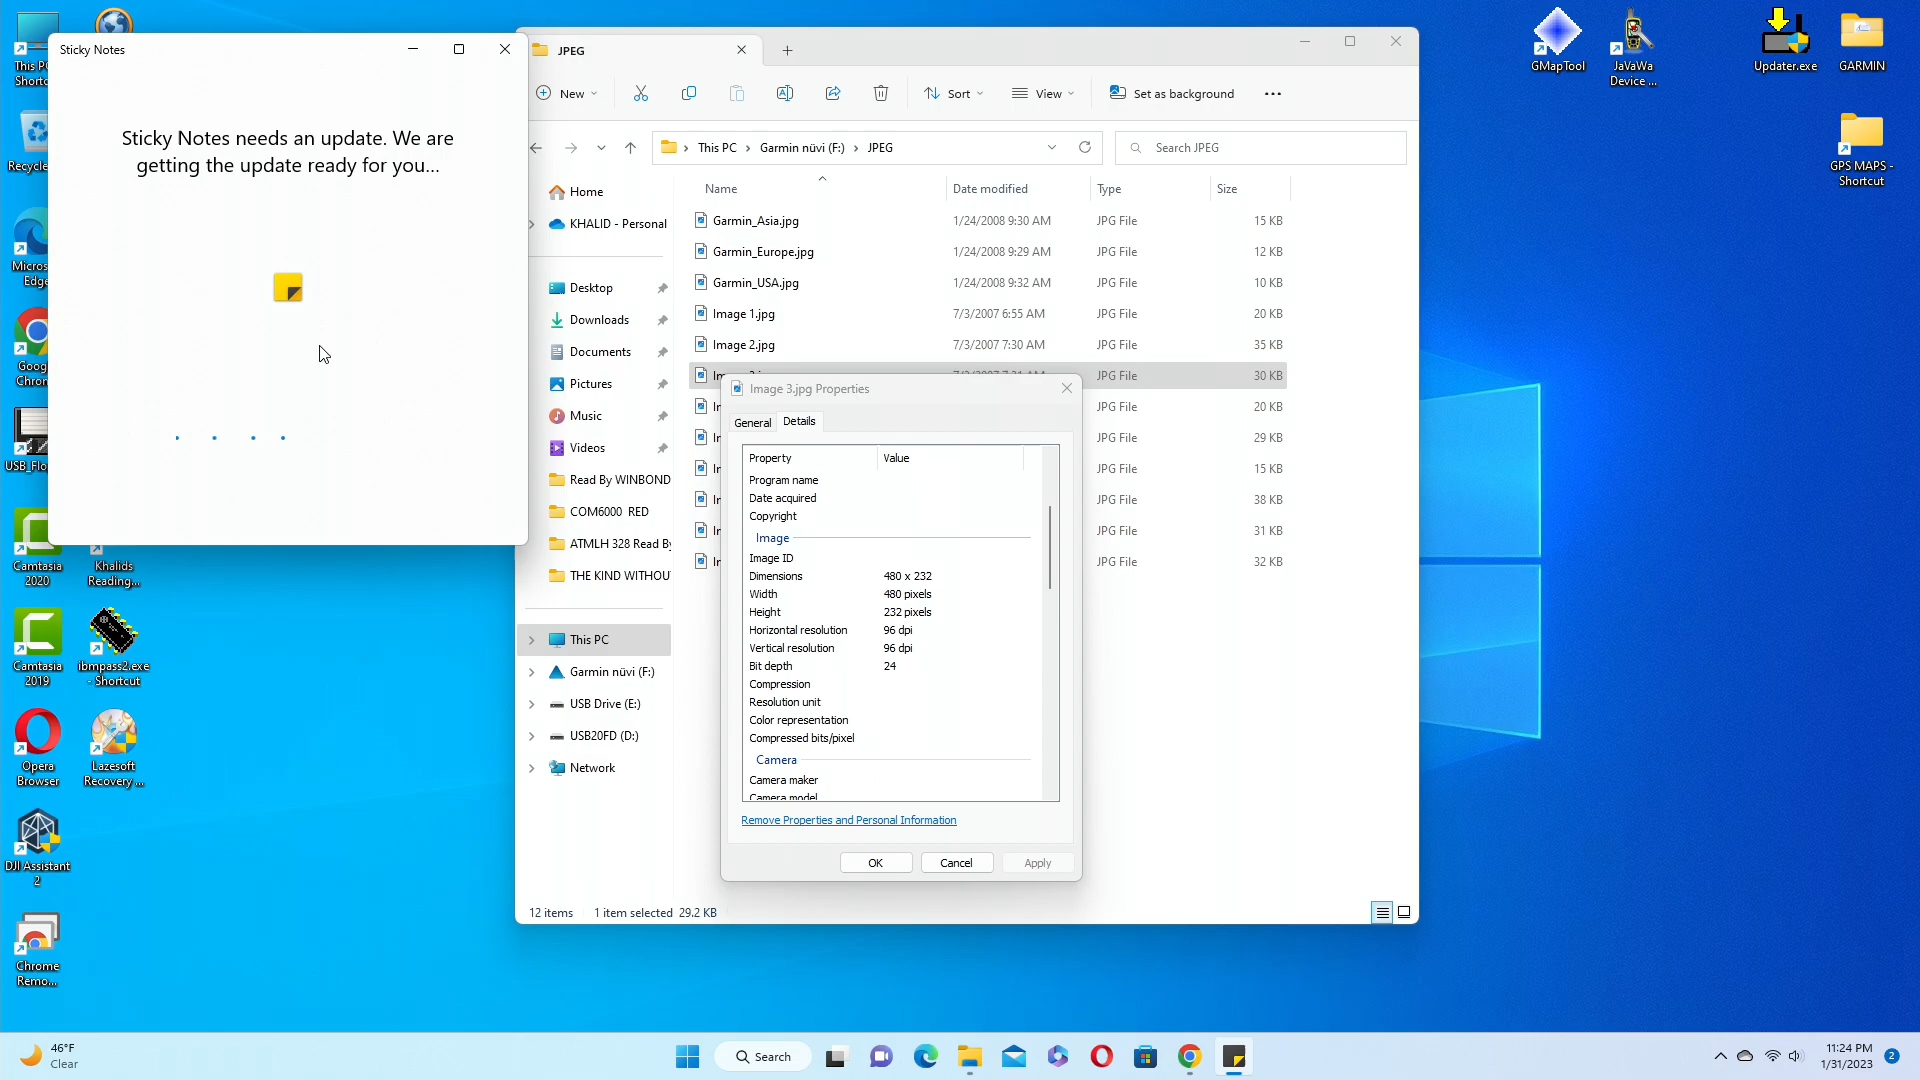 This PC
Shortc
Recycle
Micros
Edge
Goog
Chron
USB_Flo
Camtasia
2020
Khalids
Reading...
Camtasia
2019
ibmpass2.exe
- Shortcut
Opera
Browser
Lazesoft
Recovery ...
DJI Assistant
2
Chrome
Remo...
Sticky Notes
Sticky Notes needs an update. We are
getting the update ready for you...
JPEG
New
Sort
View
Set as background
This PC
Garmin nüvi (F:)
JPEG
Search JPEG
Home
KHALID - Personal
Desktop
Downloads
Documents
Pictures
Music
Videos
Read By WINBOND
COM6000 RED
ATMLH 328 Read By
THE KIND WITHOU
This PC
Garmin nüvi (F:)
USB Drive (E:)
USB20FD (D:)
Network
Name Date modified Type Size
Garmin_Asia.jpg 1/24/2008 9:30 AM JPG File 15 KB
Garmin_Europe.jpg 1/24/2008 9:29 AM JPG File 12 KB
Garmin_USA.jpg 1/24/2008 9:32 AM JPG File 10 KB
Image 1.jpg 7/3/2007 6:55 AM JPG File 20 KB
Image 2.jpg 7/3/2007 7:30 AM JPG File 35 KB
JPG File 30 KB
JPG File 20 KB
JPG File 29 KB
JPG File 15 KB
JPG File 38 KB
JPG File 31 KB
JPG File 32 KB
Image 3.jpg Properties
General Details
Property Value
Program name
Date acquired
Copyright
Image
Image ID
Dimensions 480 x 232
Width 480 pixels
Height 232 pixels
Horizontal resolution 96 dpi
Vertical resolution 96 dpi
Bit depth 24
Compression
Resolution unit
Color representation
Compressed bits/pixel
Camera
Camera maker
Camera model
Remove Properties and Personal Information
OK Cancel Apply
12 items 1 item selected 29.2 KB
GMapTool
JaVaWa
Device ...
Updater.exe
GARMIN
GPS MAPS -
Shortcut
46°F
Clear
Search
11:24 PM
1/31/2023
2